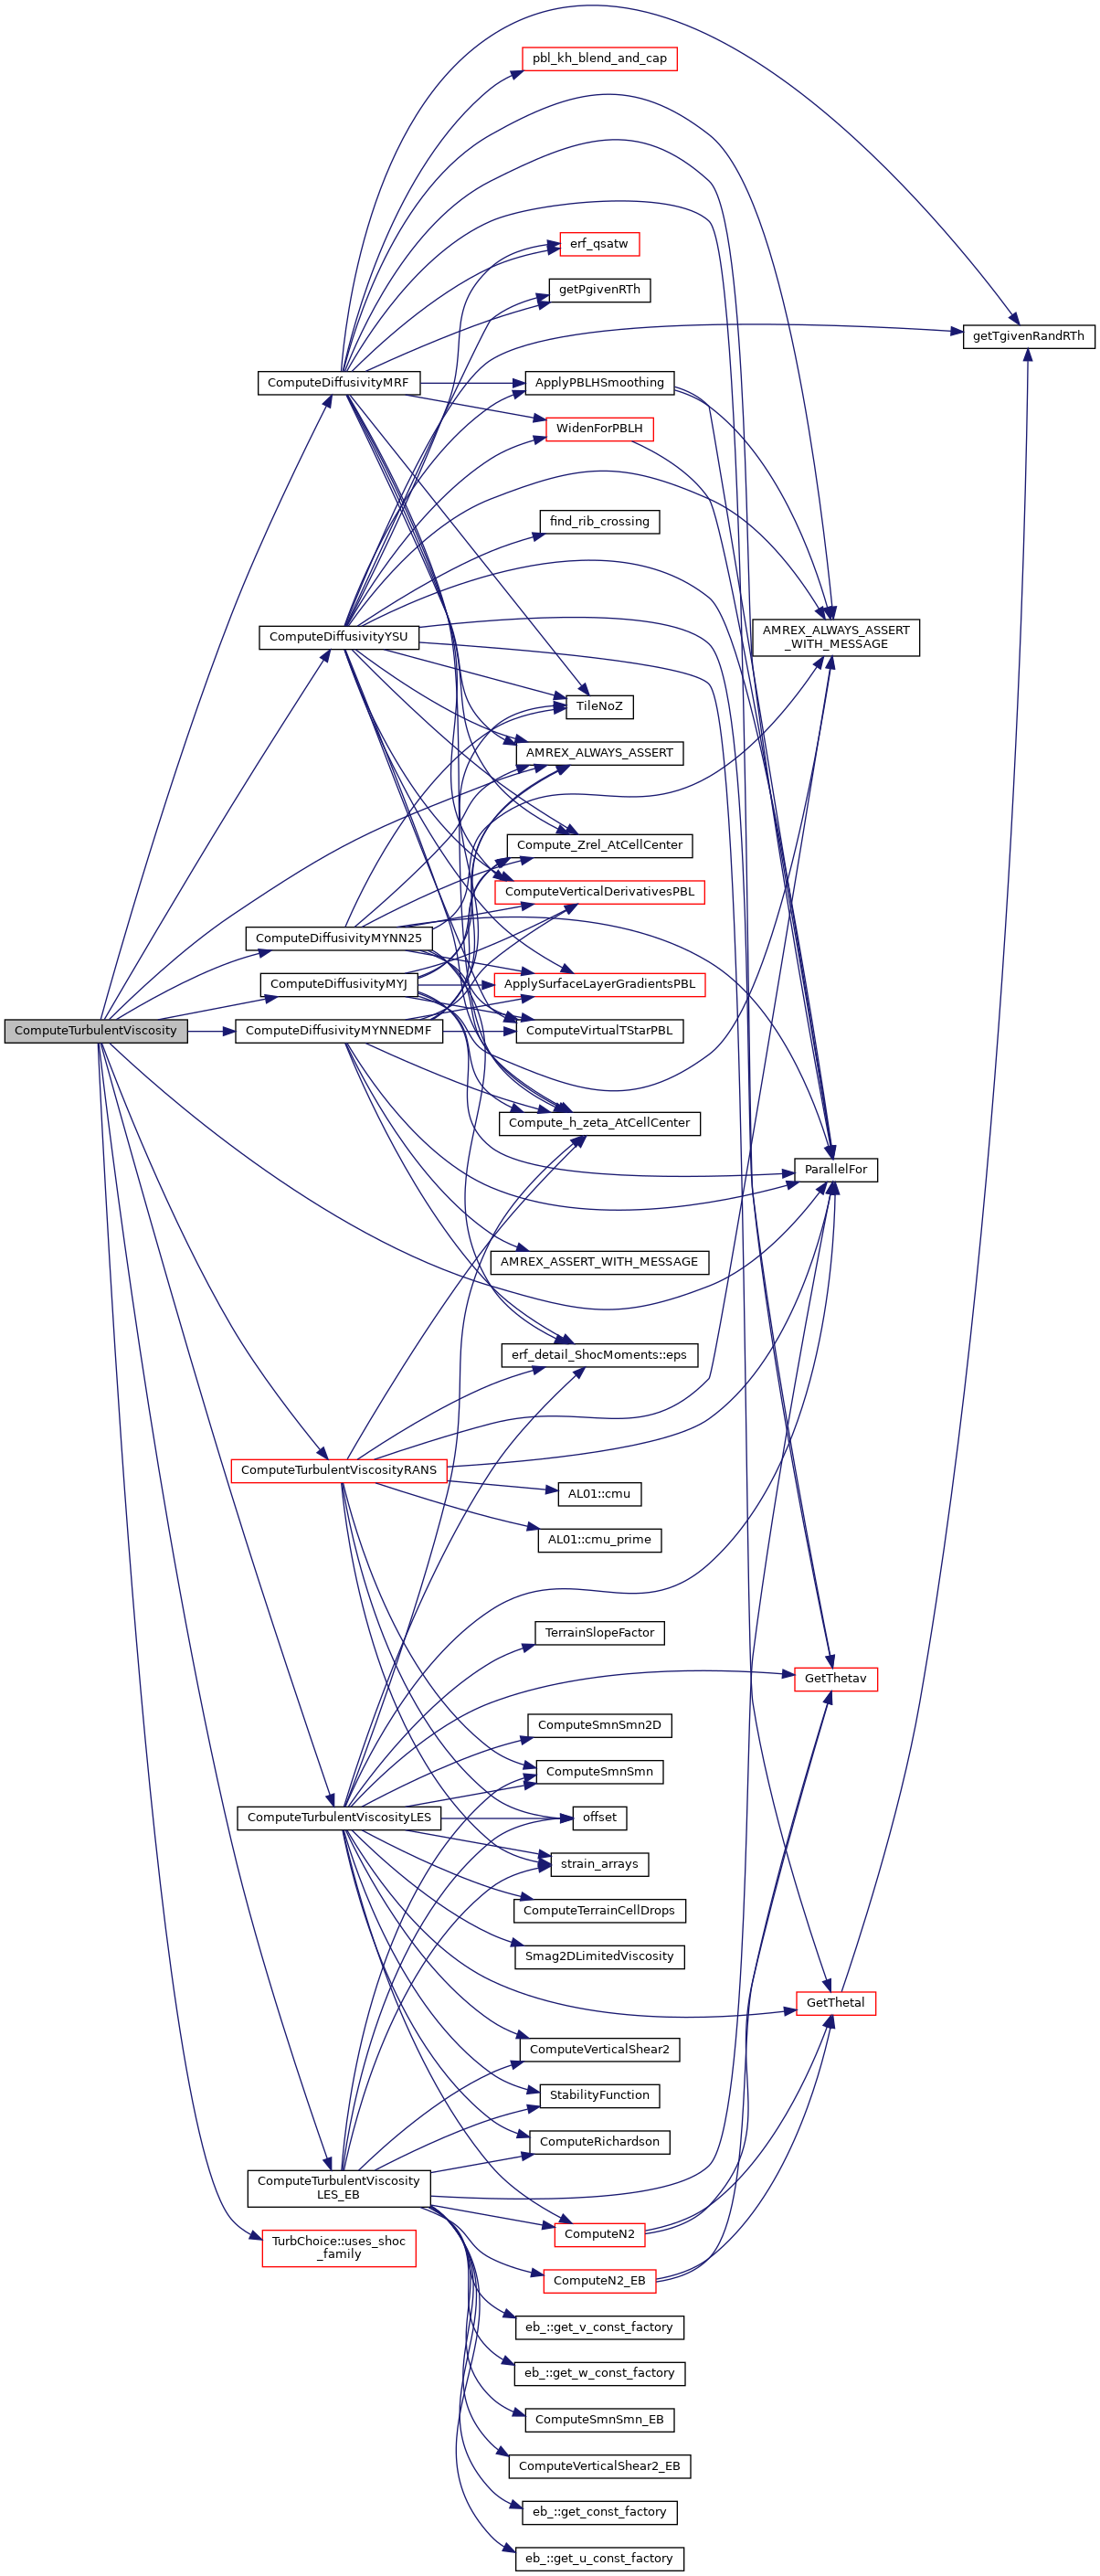 pbl_kh_blend_and_cap
erf_qsatw
getPgivenRTh
getTgivenRandRTh
ComputeDiffusivityMRF
ApplyPBLHSmoothing
WidenForPBLH
find_rib_crossing
ComputeDiffusivityYSU
AMREX_ALWAYS_ASSERT
_WITH_MESSAGE
TileNoZ
AMREX_ALWAYS_ASSERT
Compute_Zrel_AtCellCenter
ComputeVerticalDerivativesPBL
ComputeDiffusivityMYNN25
ComputeDiffusivityMYJ
ApplySurfaceLayerGradientsPBL
ComputeTurbulentViscosity
ComputeDiffusivityMYNNEDMF
ComputeVirtualTStarPBL
Compute_h_zeta_AtCellCenter
ParallelFor
AMREX_ASSERT_WITH_MESSAGE
erf_detail_ShocMoments::eps
ComputeTurbulentViscosityRANS
AL01::cmu
AL01::cmu_prime
TerrainSlopeFactor
GetThetav
ComputeSmnSmn2D
ComputeSmnSmn
ComputeTurbulentViscosityLES
offset
strain_arrays
ComputeTerrainCellDrops
Smag2DLimitedViscosity
GetThetal
ComputeVerticalShear2
StabilityFunction
ComputeRichardson
ComputeTurbulentViscosity
LES_EB
ComputeN2
TurbChoice::uses_shoc
_family
ComputeN2_EB
eb_::get_v_const_factory
eb_::get_w_const_factory
ComputeSmnSmn_EB
ComputeVerticalShear2_EB
eb_::get_const_factory
eb_::get_u_const_factory